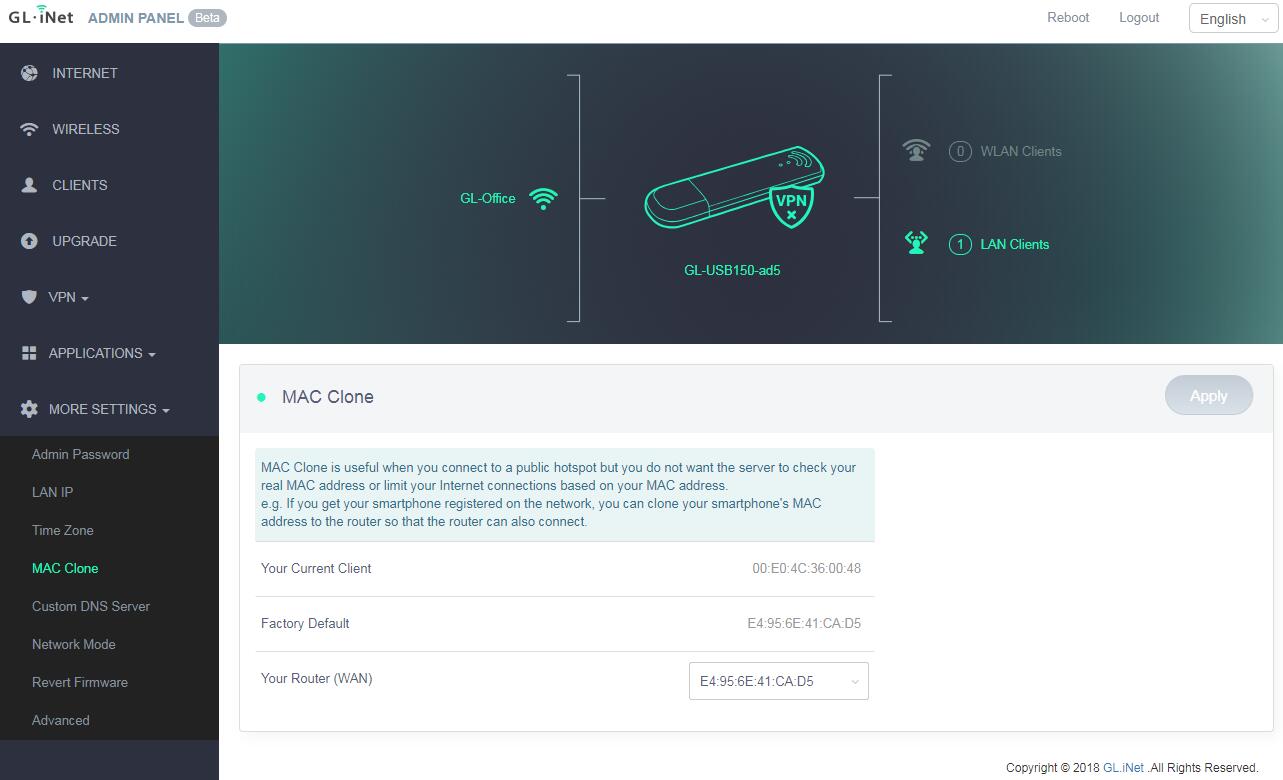 GL·iNet ADMIN PANEL Beta
Reboot Logout English
INTERNET
WIRELESS
CLIENTS
UPGRADE
VPN
APPLICATIONS
MORE SETTINGS
Admin Password
LAN IP
Time Zone
MAC Clone
Custom DNS Server
Network Mode
Revert Firmware
Advanced
GL-Office
VPN
GL-USB150-ad5
0 WLAN Clients
1 LAN Clients
MAC Clone
Apply
MAC Clone is useful when you connect to a public hotspot but you do not want the server to check your
real MAC address or limit your Internet connections based on your MAC address.
e.g. If you get your smartphone registered on the network, you can clone your smartphone's MAC
address to the router so that the router can also connect.
Your Current Client 00:E0:4C:36:00:48
Factory Default E4:95:6E:41:CA:D5
Your Router (WAN) E4:95:6E:41:CA:D5
Copyright © 2018 GL.iNet .All Rights Reserved.